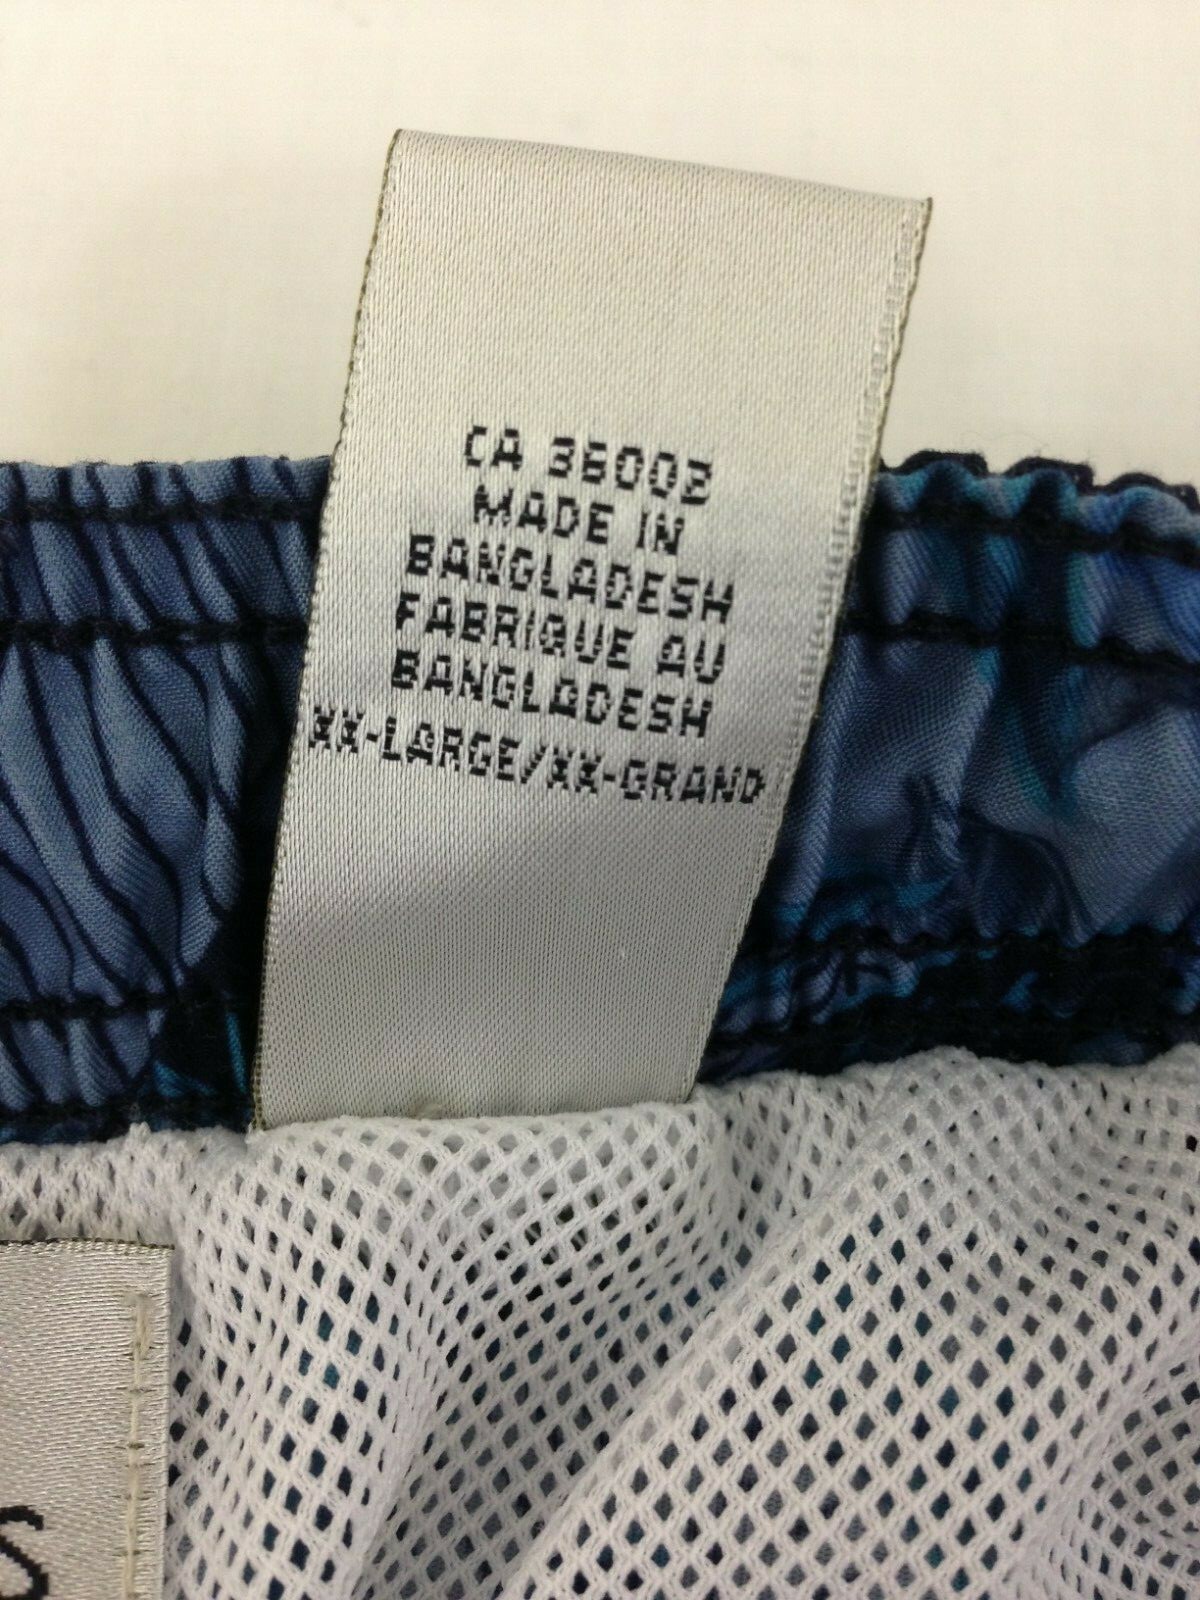 CA 36002
MADE IN
BANGLADESH
FABRIQUE AU
BANGLADESH
XX-LARGE/XX-GRAND
S